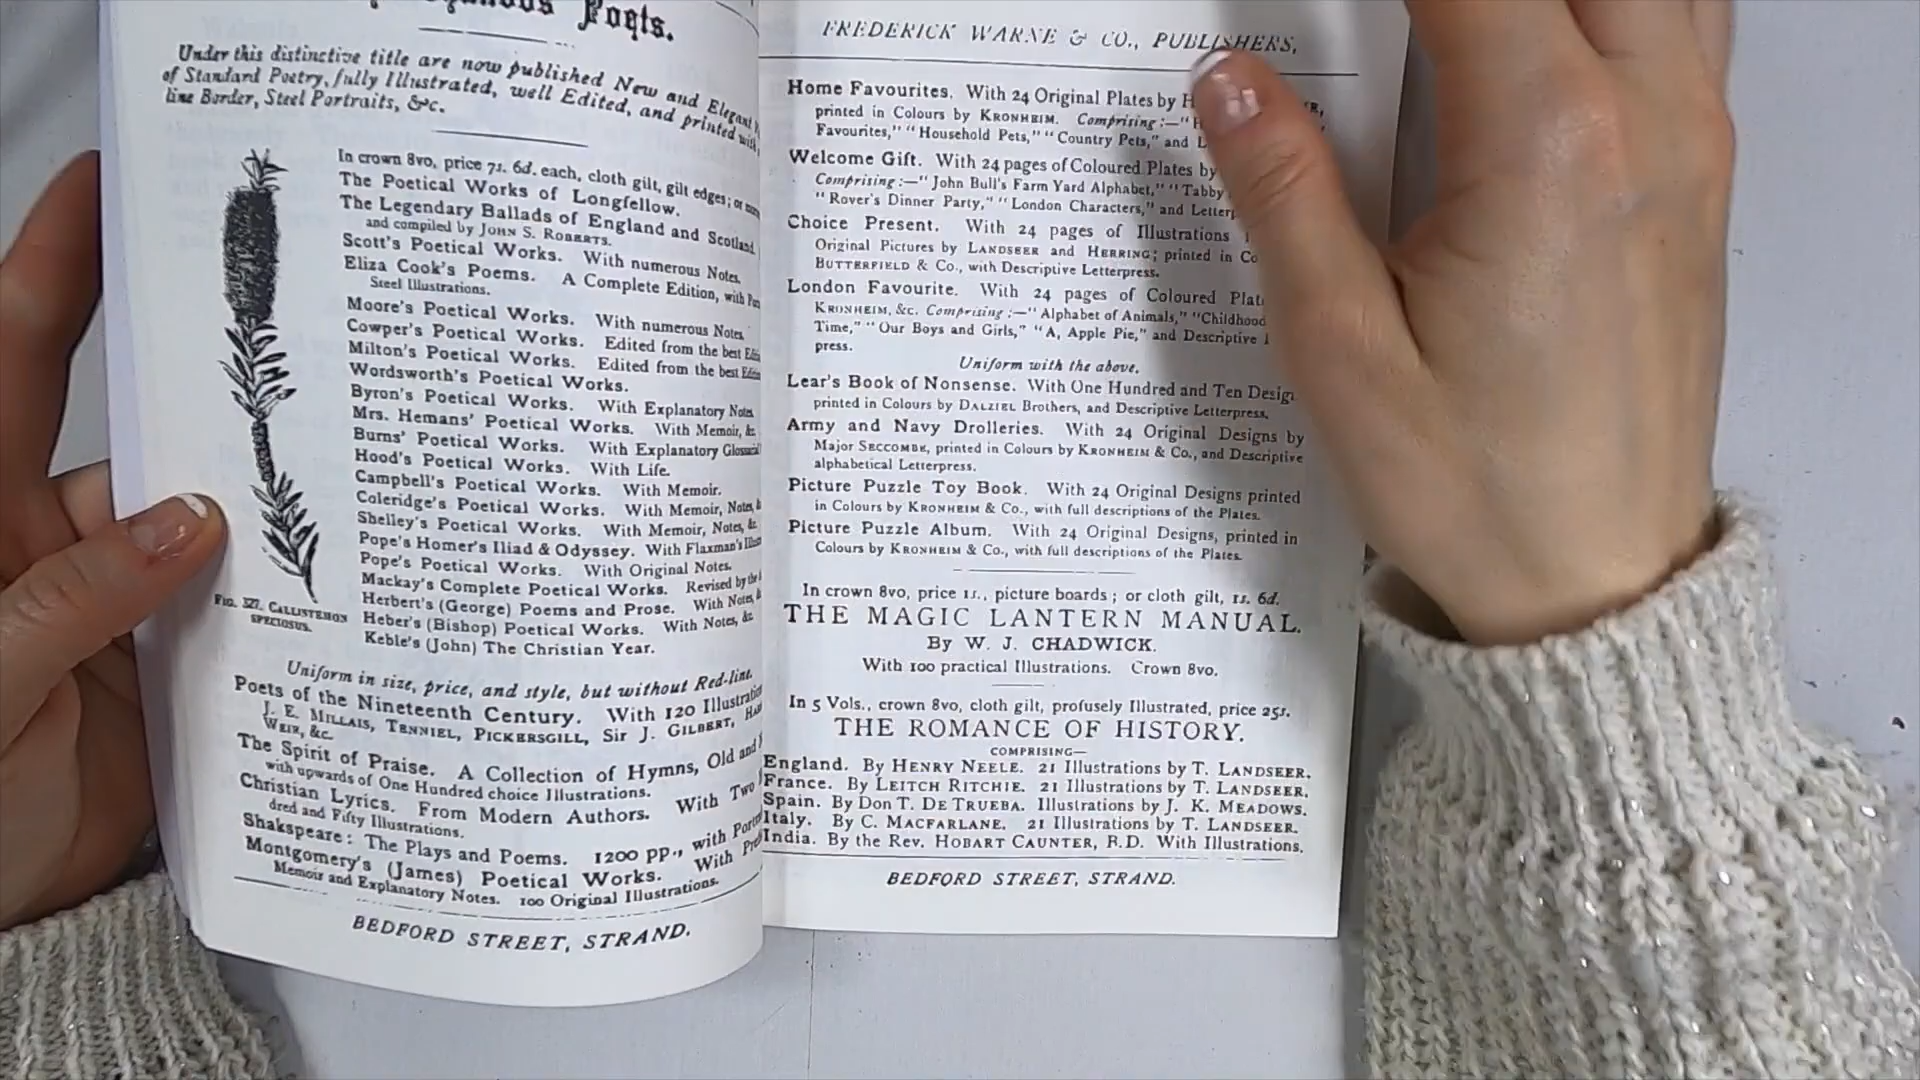 Poets.
Under this distinctive title are now published New and Elegant
of Standard Poetry, fully Illustrated, well Edited, and printed with
line Border, Steel Portraits, &c.
In crown 8vo, price 7s. 6d. each, cloth gilt, gilt edges; or
The Poetical Works of Longfellow.
The Legendary Ballads of England and Scotland
and compiled by JOHN S. ROBERTS.
Scott's Poetical Works. With numerous Notes.
Eliza Cook's Poems. A Complete Edition, with
Steel Illustrations.
Moore's Poetical Works. With numerous Notes
Cowper's Poetical Works. Edited from the best
Milton's Poetical Works. Edited from the best
Wordsworth's Poetical Works.
Byron's Poetical Works. With Explanatory Notes
Mrs. Hemans' Poetical Works. With Memoir, &c
Burns' Poetical Works. With Explanatory
Hood's Poetical Works. With Life.
Campbell's Poetical Works. With Memoir.
Coleridge's Poetical Works. With Memoir, Notes,
Shelley's Poetical Works. With Memoir, Notes, &c.
Pope's Homer's Iliad & Odyssey. With Flaxman's
Pope's Poetical Works. With Original Notes.
Mackay's Complete Poetical Works. Revised by the
Herbert's (George) Poems and Prose. With Notes,
Heber's (Bishop) Poetical Works. With Notes, &c.
Keble's (John) The Christian Year.
FIG. 327. CALLISTEMON
SPECIOSUS.
Uniform in size, price, and style, but without Red-line.
Poets of the Nineteenth Century. With 120
J. E. MILLAIS, TENNIEL, PICKERSGILL, Sir J. GILBERT,
WEIR, &c.
The Spirit of Praise. A Collection of Hymns, Old and
with upwards of One Hundred choice Illustrations.
Christian Lyrics. From Modern Authors. With Two
dred and Fifty Illustrations.
Shakspeare: The Plays and Poems. 1200 pp., with
Montgomery's (James) Poetical Works. With
Memoir and Explanatory Notes. 100 Original Illustrations.
BEDFORD STREET, STRAND.
FREDERICK WARNE & CO., PUBLISHERS,
Home Favourites. With 24 Original Plates by
printed in Colours by KRONHEIM. Comprising:—
Favourites," "Household Pets," "Country Pets," and
Welcome Gift. With 24 pages of Coloured Plates by
Comprising:—"John Bull's Farm Yard Alphabet," "Tabby
"Rover's Dinner Party," "London Characters," and
Choice Present. With 24 pages of Illustrations
Original Pictures by LANDSEER and HERRING; printed in
BUTTERFIELD & Co., with Descriptive Letterpress.
London Favourite. With 24 pages of Coloured
KRONHEIM, &c. Comprising:—"Alphabet of Animals," "Childhood
Time," "Our Boys and Girls," "A, Apple Pie," and Descriptive
press.
Uniform with the above.
Lear's Book of Nonsense. With One Hundred and Ten
printed in Colours by DALZIEL Brothers, and Descriptive Letterpress.
Army and Navy Drolleries. With 24 Original Designs by
Major SECCOMBE, printed in Colours by KRONHEIM & Co., and Descriptive
alphabetical Letterpress.
Picture Puzzle Toy Book. With 24 Original Designs printed
in Colours by KRONHEIM & Co., with full descriptions of the Plates.
Picture Puzzle Album. With 24 Original Designs, printed in
Colours by KRONHEIM & Co., with full descriptions of the Plates.
In crown 8vo, price 1s., picture boards; or cloth gilt, 1s. 6d.
THE MAGIC LANTERN MANUAL.
By W. J. CHADWICK.
With 100 practical Illustrations. Crown 8vo.
In 5 Vols., crown 8vo, cloth gilt, profusely Illustrated, price 25s.
THE ROMANCE OF HISTORY.
COMPRISING—
England. By HENRY NEELE. 21 Illustrations by T. LANDSEER.
France. By LEITCH RITCHIE. 21 Illustrations by T. LANDSEER.
Spain. By Don T. DE TRUEBA. Illustrations by J. K. MEADOWS.
Italy. By C. MACFARLANE. 21 Illustrations by T. LANDSEER.
India. By the Rev. HOBART CAUNTER, B.D. With Illustrations.
BEDFORD STREET, STRAND.